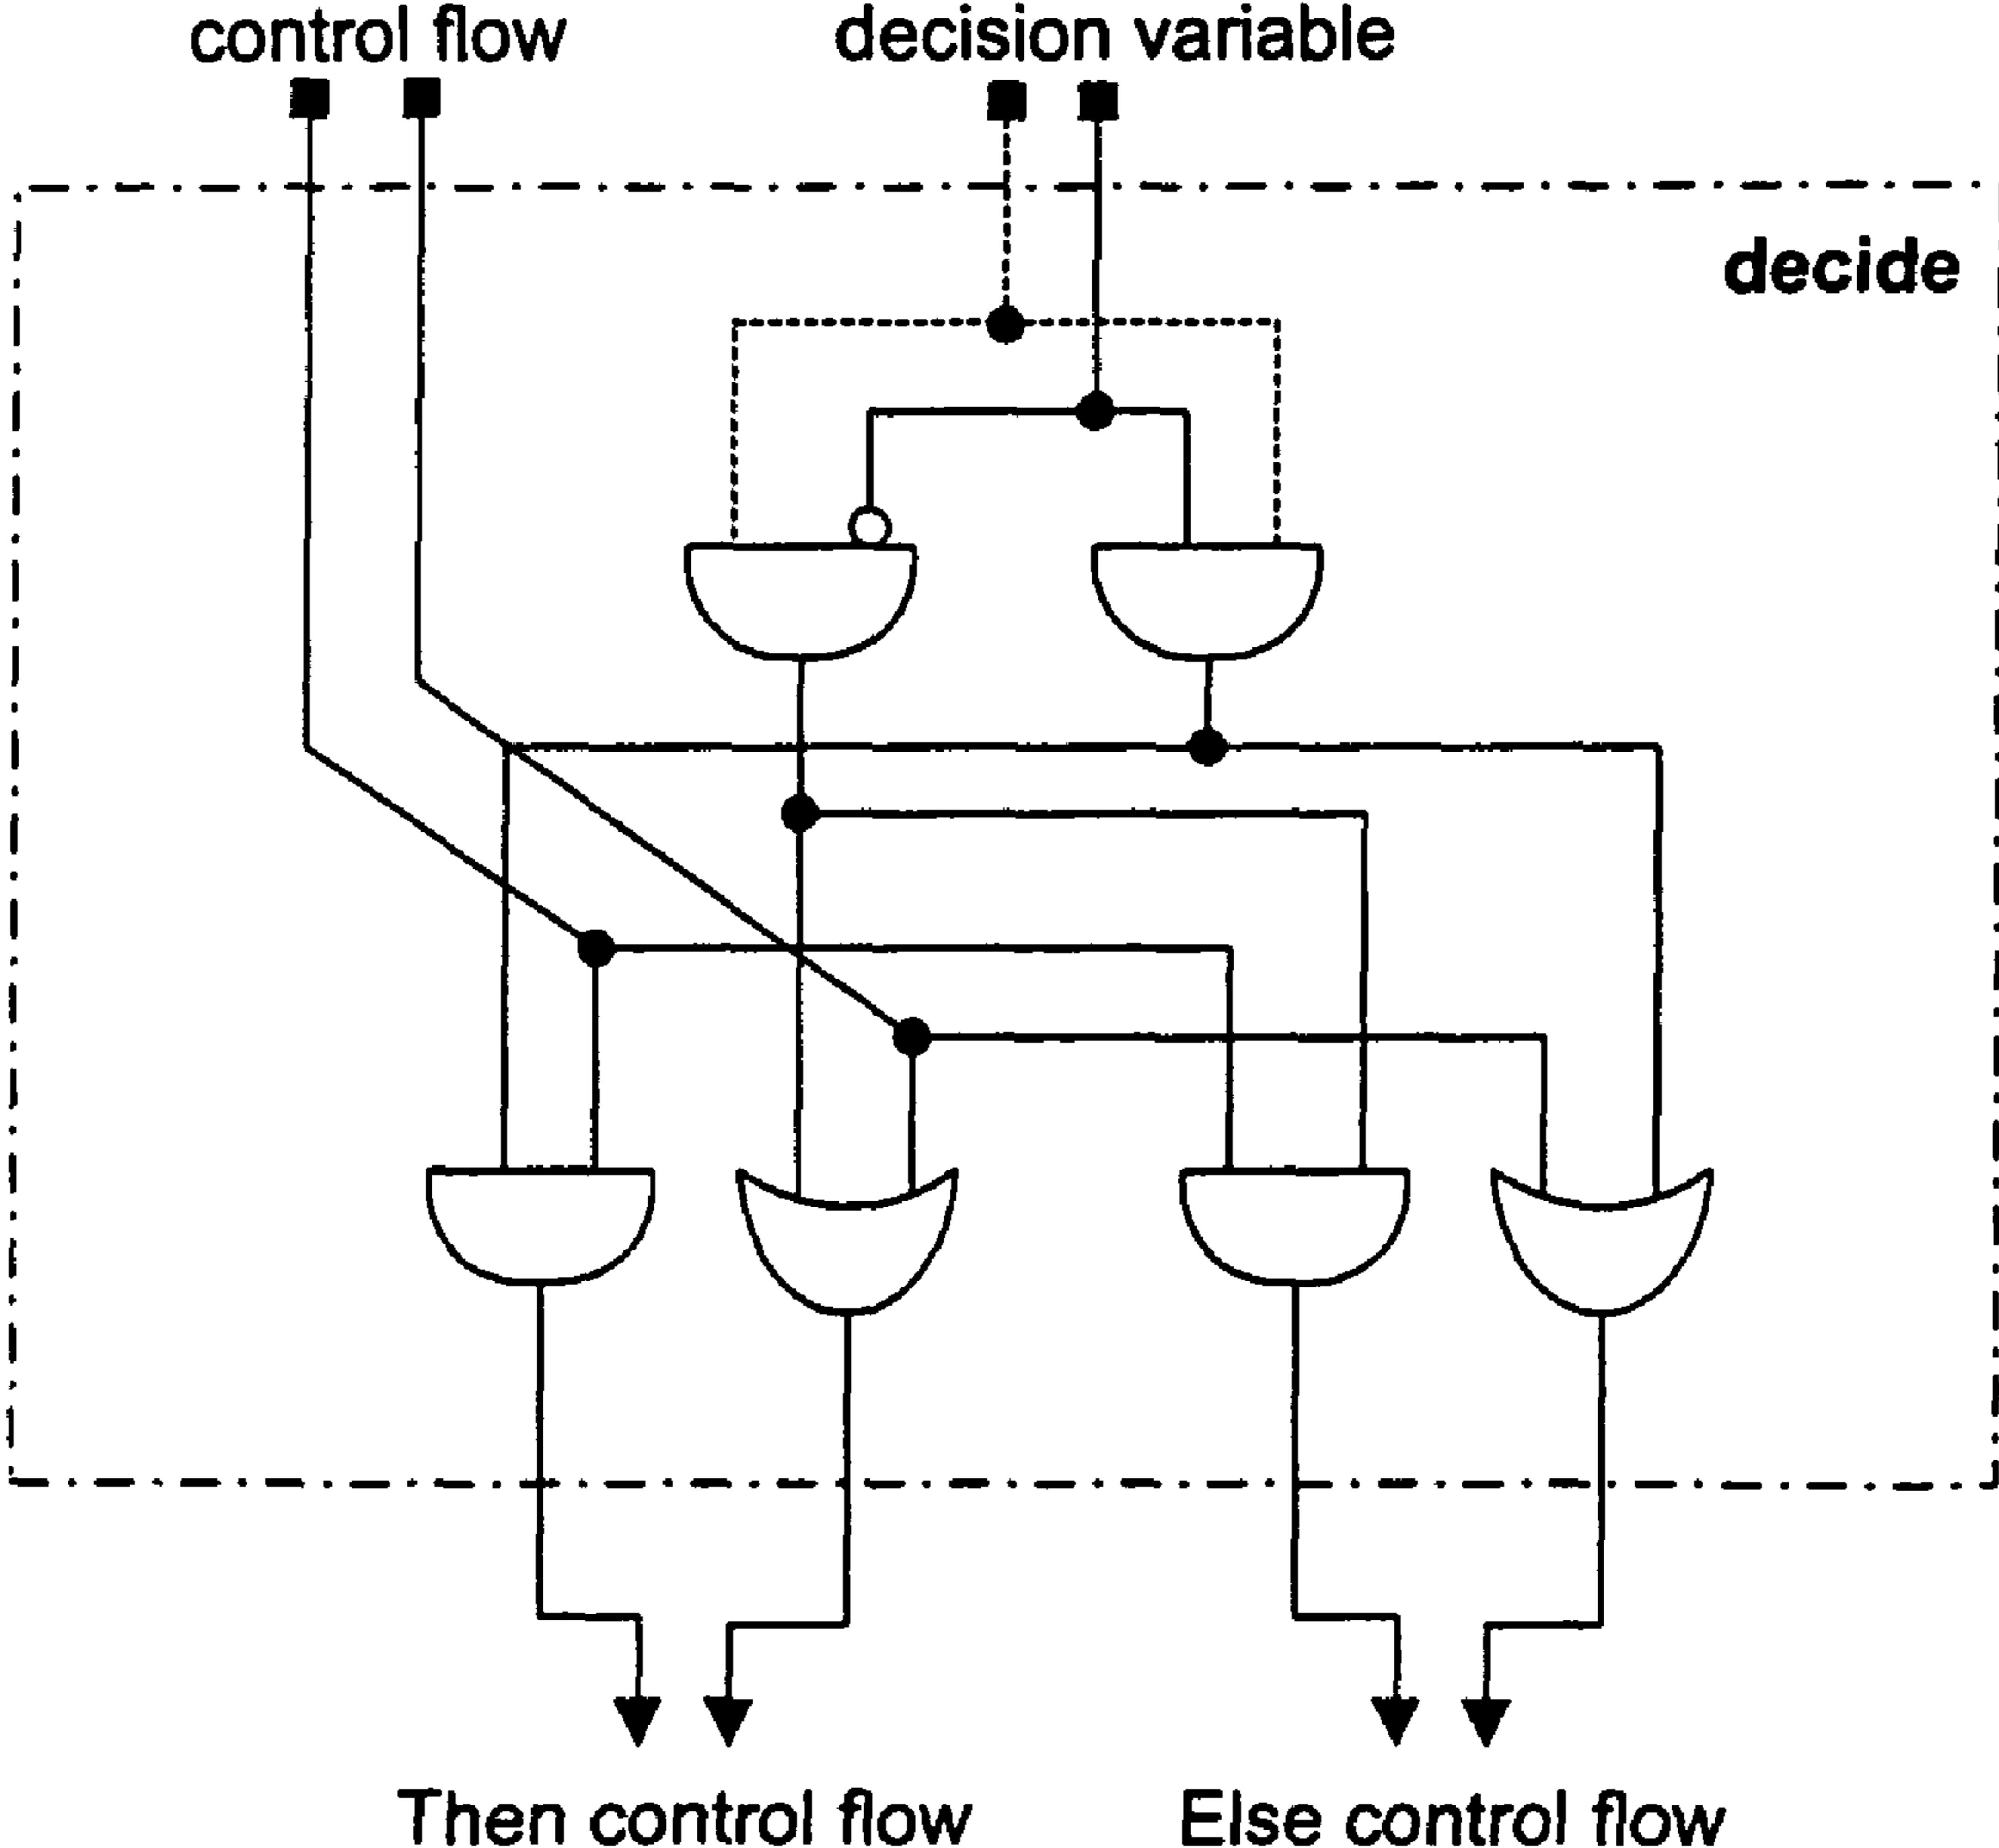 control flow
decision variable
decide
Then control flow
Else control flow